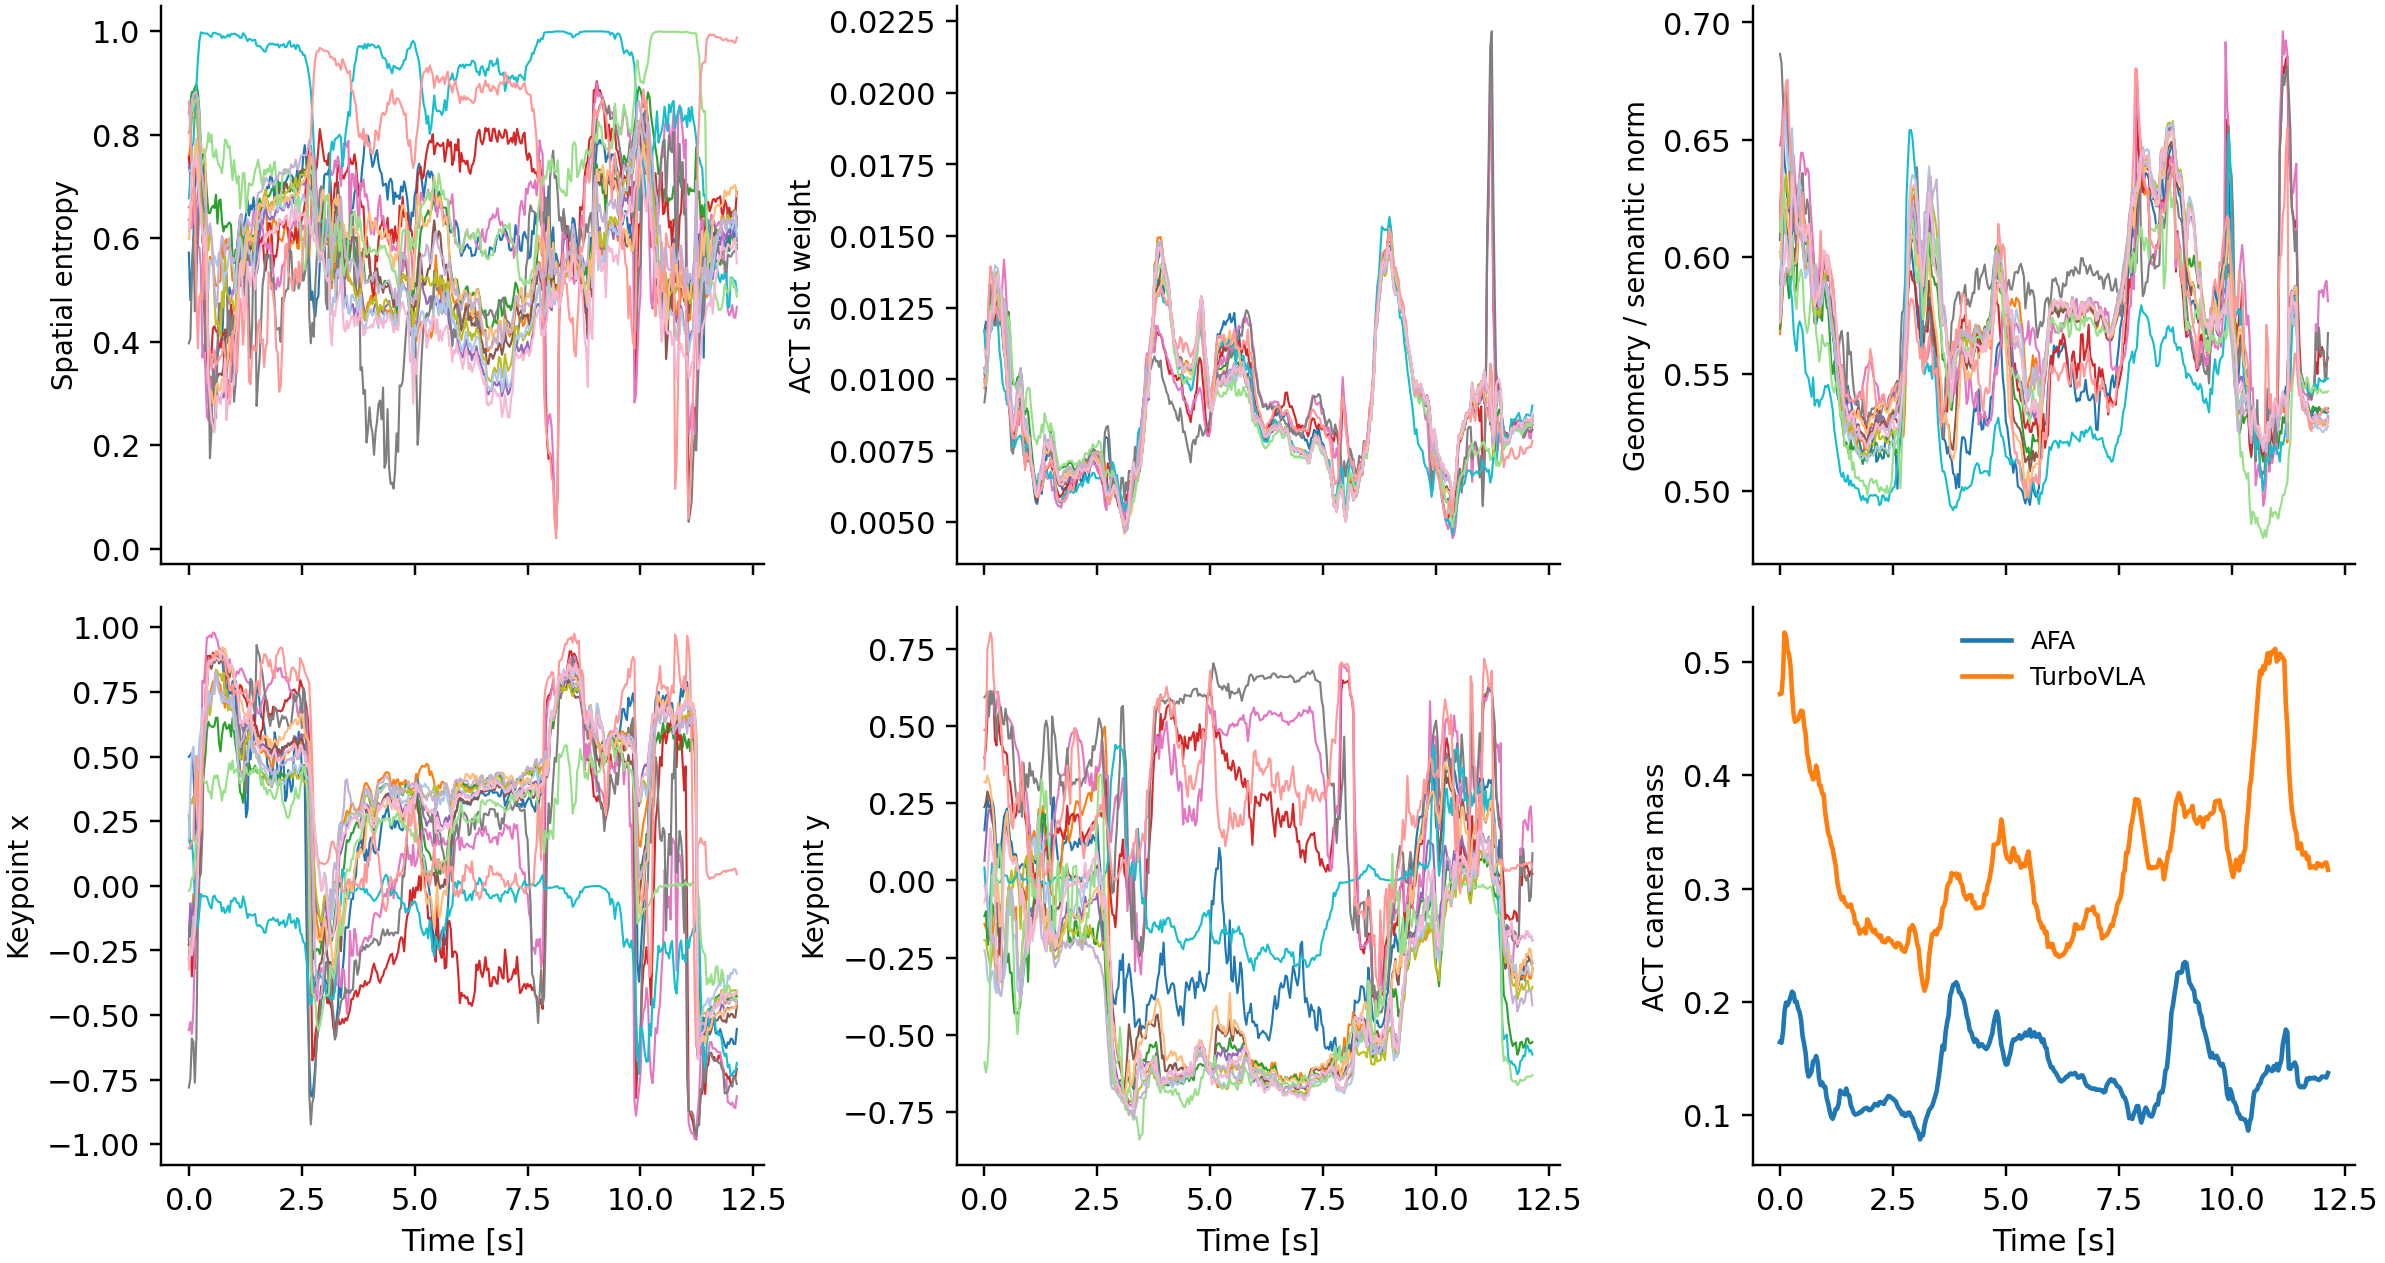 Spatial entropy
1.0
0.8
0.6
0.4
0.2
0.0
ACT slot weight
0.0225
0.0200
0.0175
0.0150
0.0125
0.0100
0.0075
0.0050
Geometry / semantic norm
0.70
0.65
0.60
0.55
0.50
Keypoint x
1.00
0.75
0.50
0.25
0.00
−0.25
−0.50
−0.75
−1.00
0.0 2.5 5.0 7.5 10.0 12.5
Time [s]
Keypoint y
0.75
0.50
0.25
0.00
−0.25
−0.50
−0.75
0.0 2.5 5.0 7.5 10.0 12.5
Time [s]
ACT camera mass
0.5
0.4
0.3
0.2
0.1
AFA
TurboVLA
0.0 2.5 5.0 7.5 10.0 12.5
Time [s]